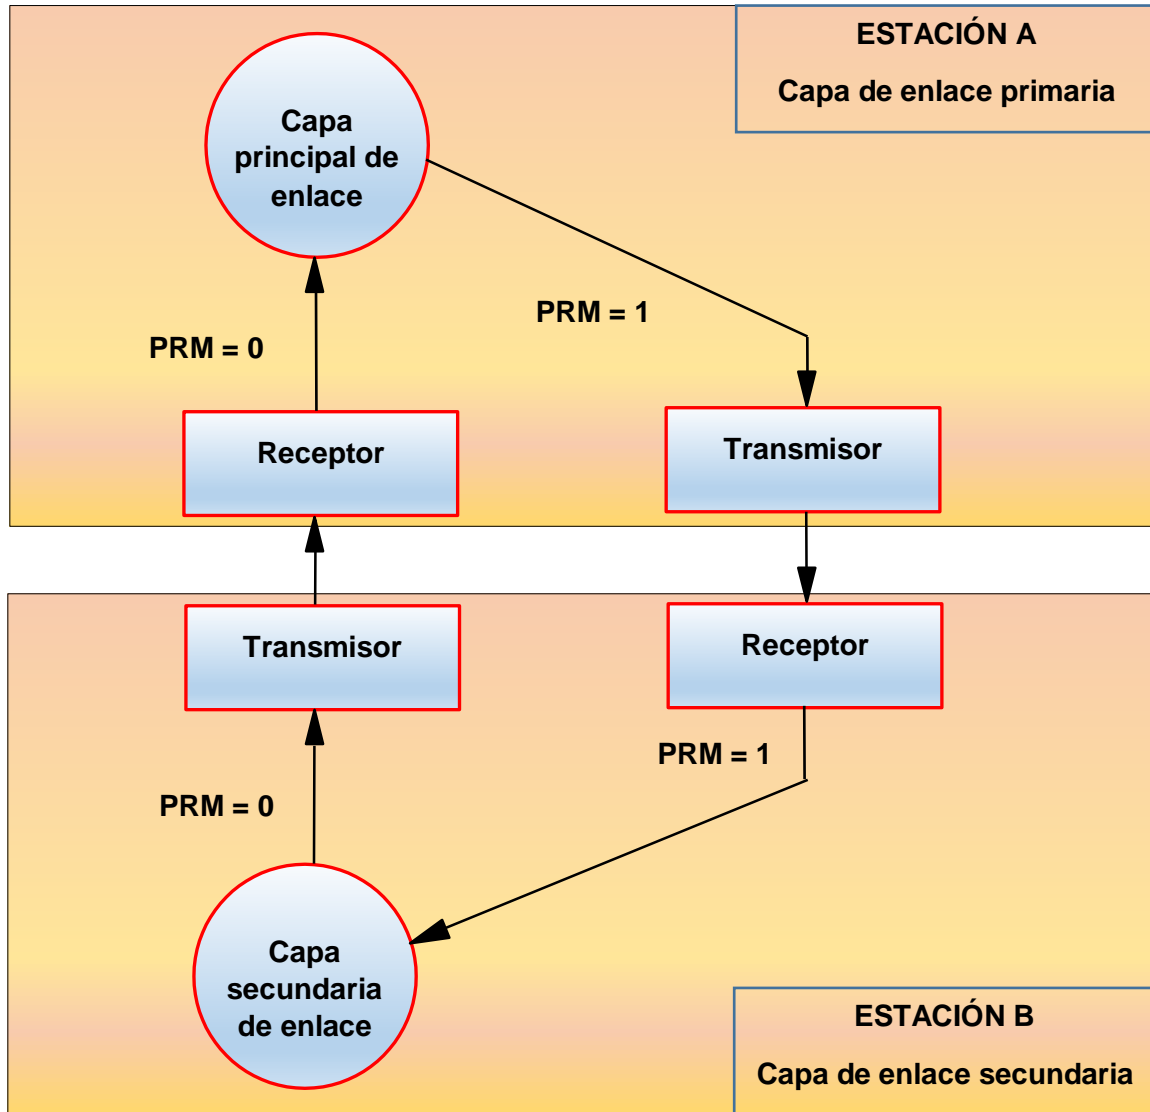 ESTACIÓN A
Capa de enlace primaria
Capa
principal de
enlace
PRM = 1
PRM = 0
Receptor
Transmisor
Transmisor
Receptor
PRM = 1
PRM = 0
Capa
secundaria
de enlace
ESTACIÓN B
Capa de enlace secundaria